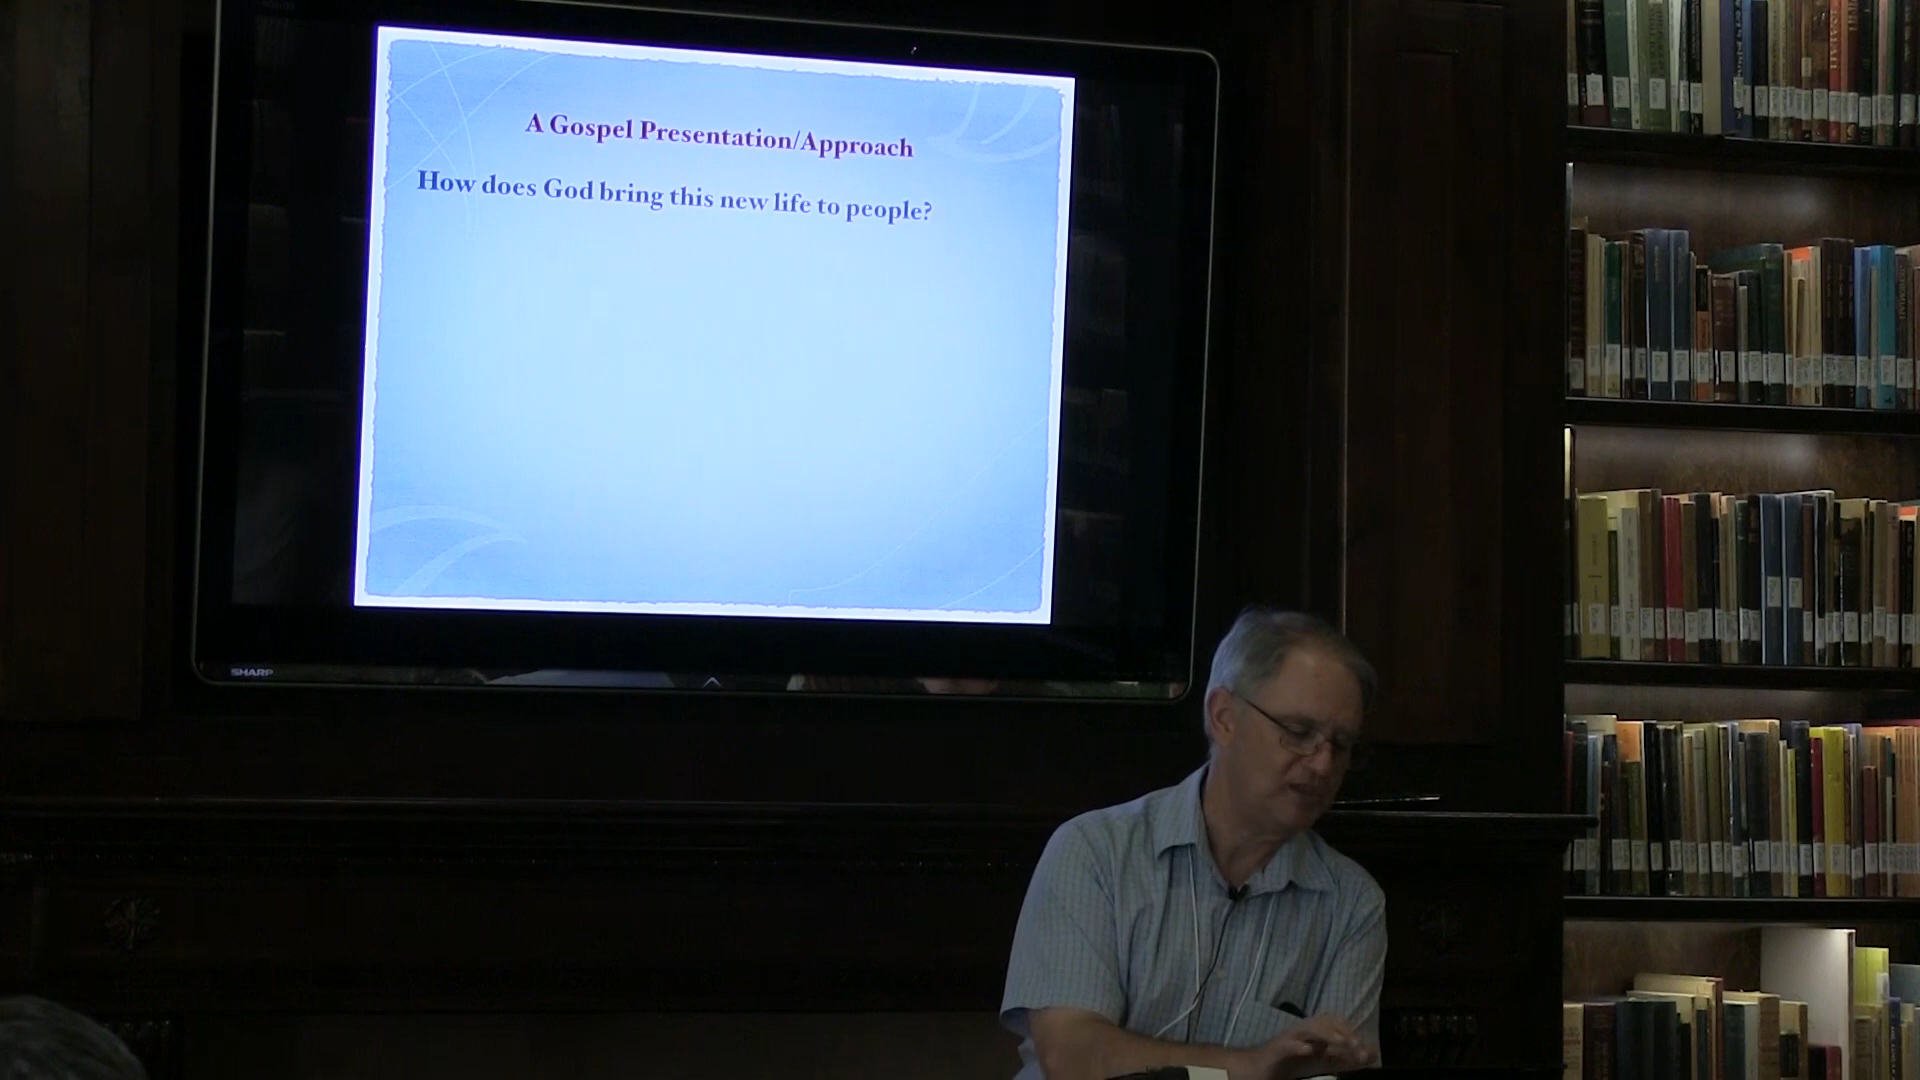 A Gospel Presentation/Approach
How does God bring this new life to people?
SHARP